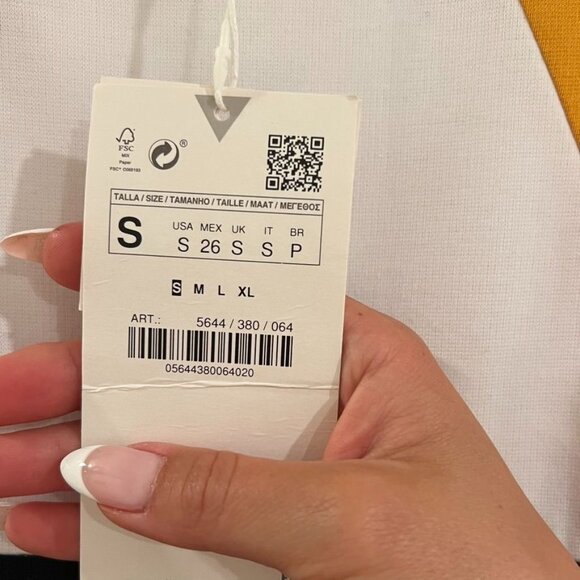 FSC
MIX
Paper
FSC® C002103
®
TALLA / SIZE / TAMANHO / TAILLE / MAAT / ΜΕΓΕΘΟΣ
S
USA MEX UK IT BR
S 26 S S P
S M L XL
ART.: 5644 / 380 / 064
05644380064020